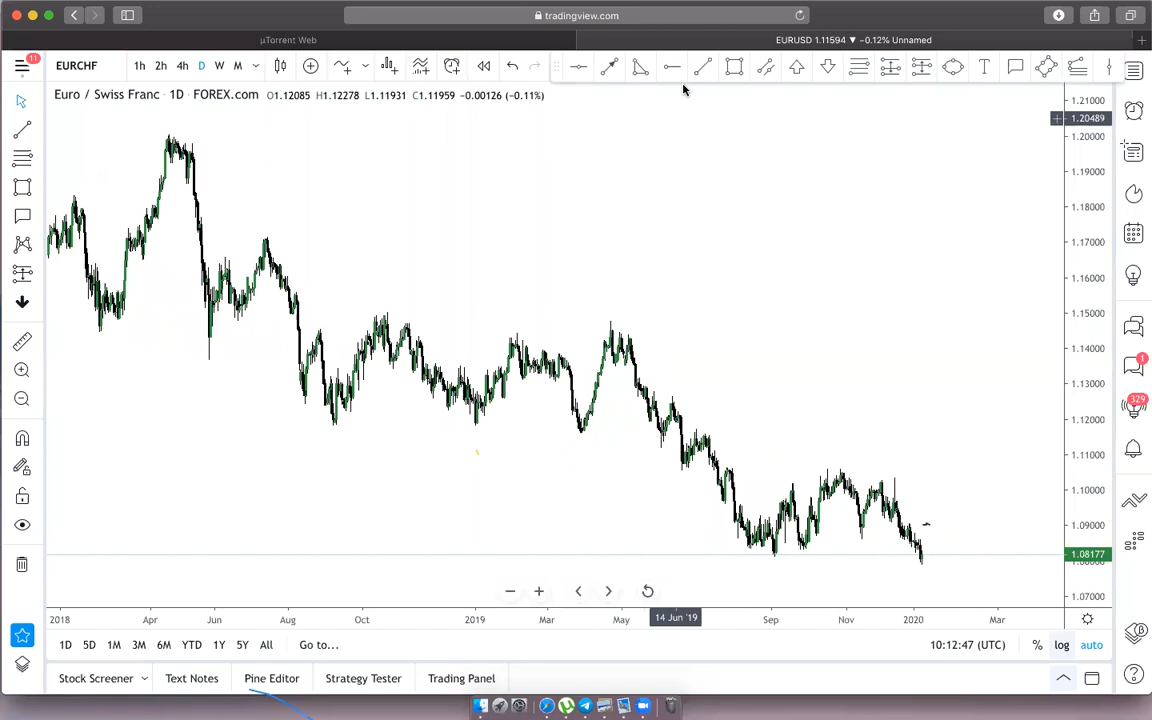 tradingview.com
µTorrent Web
EURUSD 1.11594 ▼ −0.12% Unnamed
11
EURCHF
1h 2h 4h D W M
Euro / Swiss Franc · 1D · FOREX.com O1.12085 H1.12278 L1.11931 C1.11959 −0.00126 (−0.11%)
1.21000
1.20489
1.20000
1.19000
1.18000
1.17000
1.16000
1.15000
1.14000
1.13000
1.12000
1.11000
1.10000
1.09000
1.08177
1.08000
1.07000
1
329
2018 Apr Jun Aug Oct 2019 Mar May 14 Jun '19 Sep Nov 2020 Mar
1D 5D 1M 3M 6M YTD 1Y 5Y All Go to... 10:12:47 (UTC) % log auto
Stock Screener Text Notes Pine Editor Strategy Tester Trading Panel